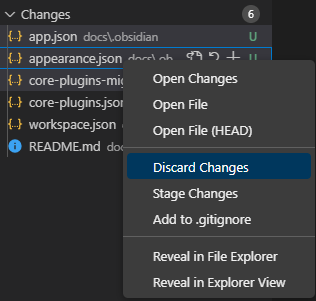 Changes 6
app.json docs\obsidian U
appearance.json docs\ob... U
core-plugins-mig
Open Changes
core-plugins.json
Open File
workspace.json
Open File (HEAD)
README.md doc
Discard Changes
Stage Changes
Add to .gitignore
Reveal in File Explorer
Reveal in Explorer View